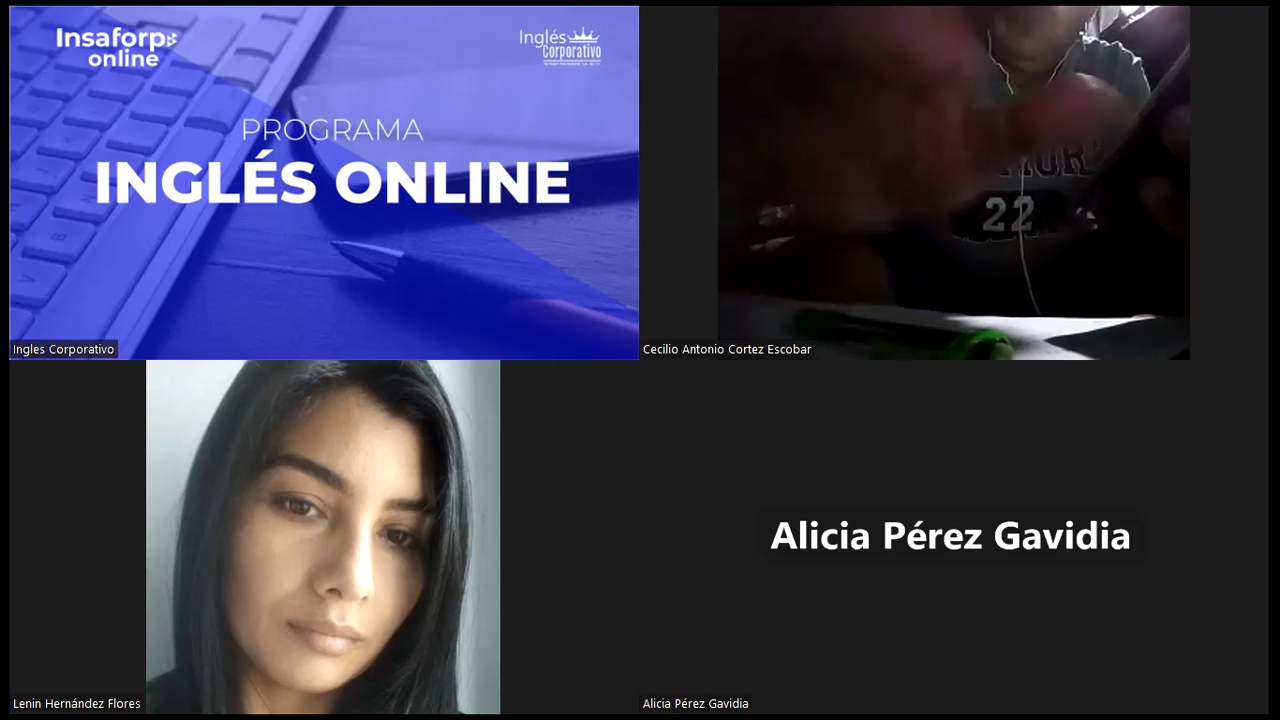 Insaforp
online
Inglés
Corporativo
PROGRAMA
INGLÉS ONLINE
Ingles Corporativo
22
Cecilio Antonio Cortez Escobar
Alicia Pérez Gavidia
Lenin Hernández Flores
Alicia Pérez Gavidia